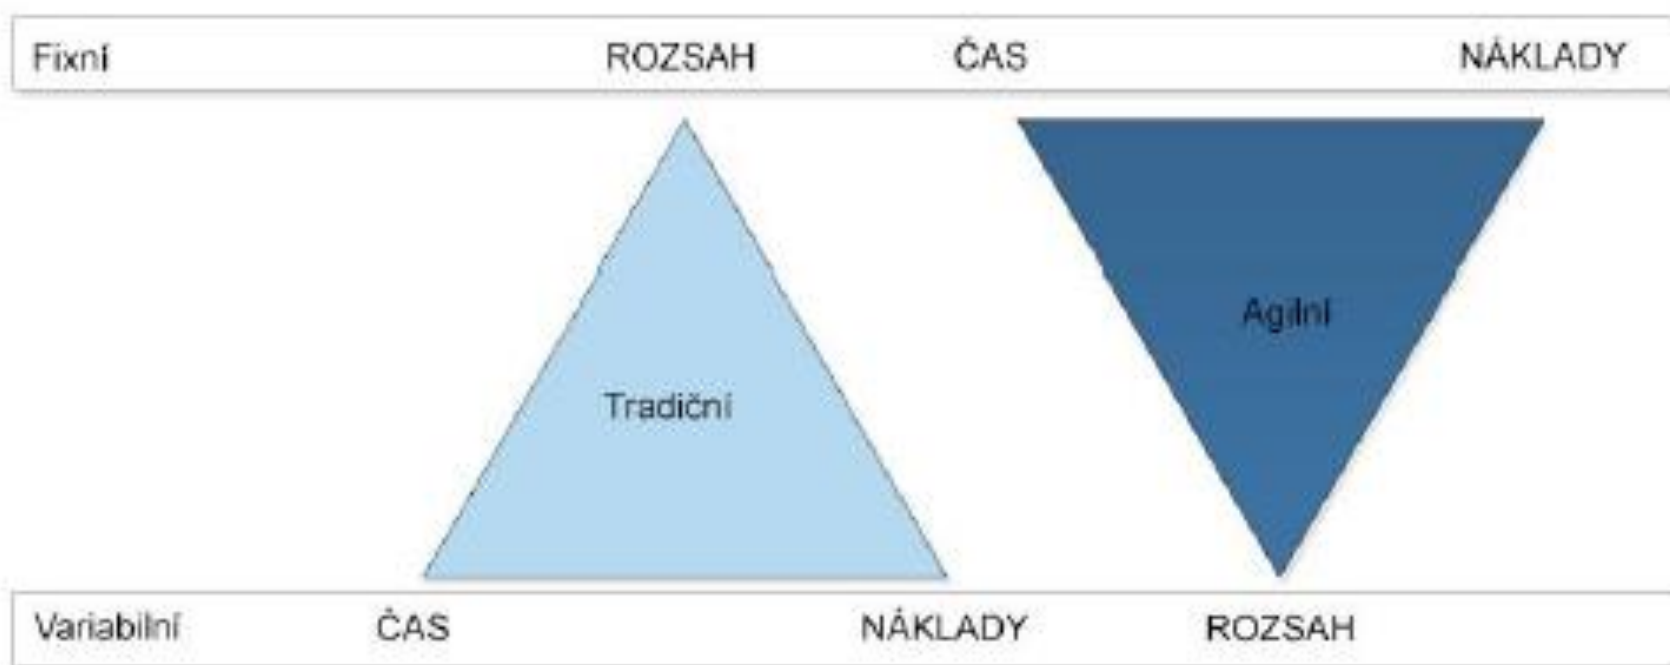 Fixní ROZSAH ČAS NÁKLADY
Agilní
Tradiční
Variabilní ČAS NÁKLADY ROZSAH